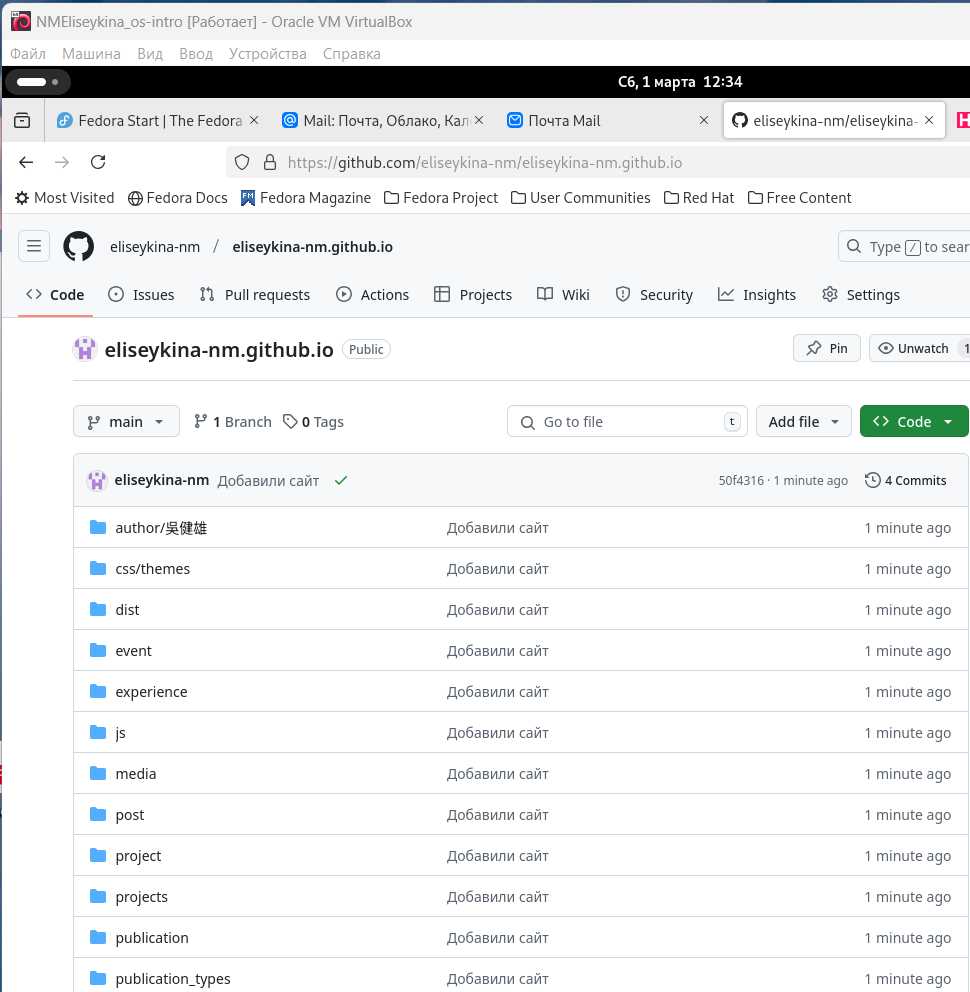 NMEliseykina_os-intro [Работает] - Oracle VM VirtualBox
Файл Машина Вид Ввод Устройства Справка
Сб, 1 марта 12:34
Fedora Start | The Fedora Mail: Почта, Облако, Кал Почта Mail eliseykina-nm/eliseykina-
https://github.com/eliseykina-nm/eliseykina-nm.github.io
Most Visited Fedora Docs Fedora Magazine Fedora Project User Communities Red Hat Free Content
eliseykina-nm / eliseykina-nm.github.io Type / to sear
Code Issues Pull requests Actions Projects Wiki Security Insights Settings
eliseykina-nm.github.io Public Pin Unwatch 1
main 1 Branch 0 Tags Go to file t Add file Code
eliseykina-nm Добавили сайт 50f4316 · 1 minute ago 4 Commits
author/吳健雄 Добавили сайт 1 minute ago
css/themes Добавили сайт 1 minute ago
dist Добавили сайт 1 minute ago
event Добавили сайт 1 minute ago
experience Добавили сайт 1 minute ago
js Добавили сайт 1 minute ago
media Добавили сайт 1 minute ago
post Добавили сайт 1 minute ago
project Добавили сайт 1 minute ago
projects Добавили сайт 1 minute ago
publication Добавили сайт 1 minute ago
publication_types Добавили сайт 1 minute ago